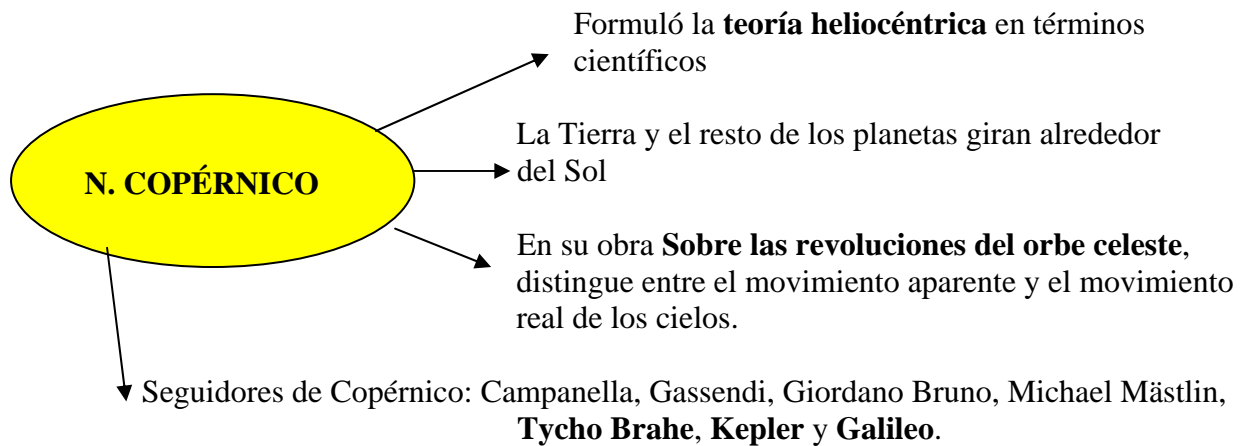 Formuló la teoría heliocéntrica en términos
científicos
N. COPÉRNICO
La Tierra y el resto de los planetas giran alrededor
del Sol
En su obra Sobre las revoluciones del orbe celeste,
distingue entre el movimiento aparente y el movimiento
real de los cielos.
Seguidores de Copérnico: Campanella, Gassendi, Giordano Bruno, Michael Mästlin,
Tycho Brahe, Kepler y Galileo.